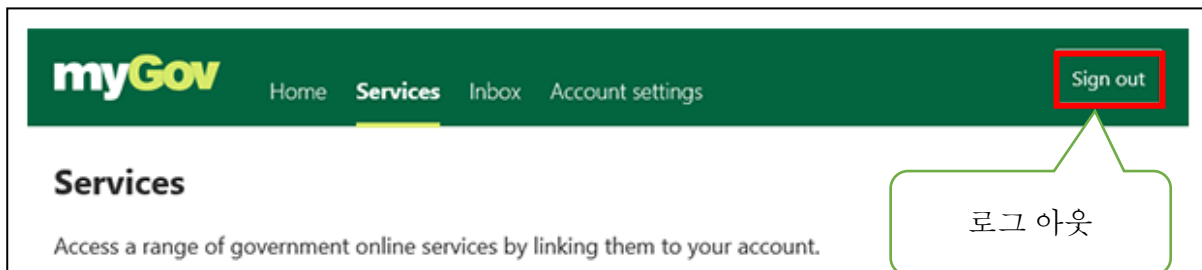 myGov Home Services Inbox Account settings Sign out
Services
로그 아웃
Access a range of government online services by linking them to your account.